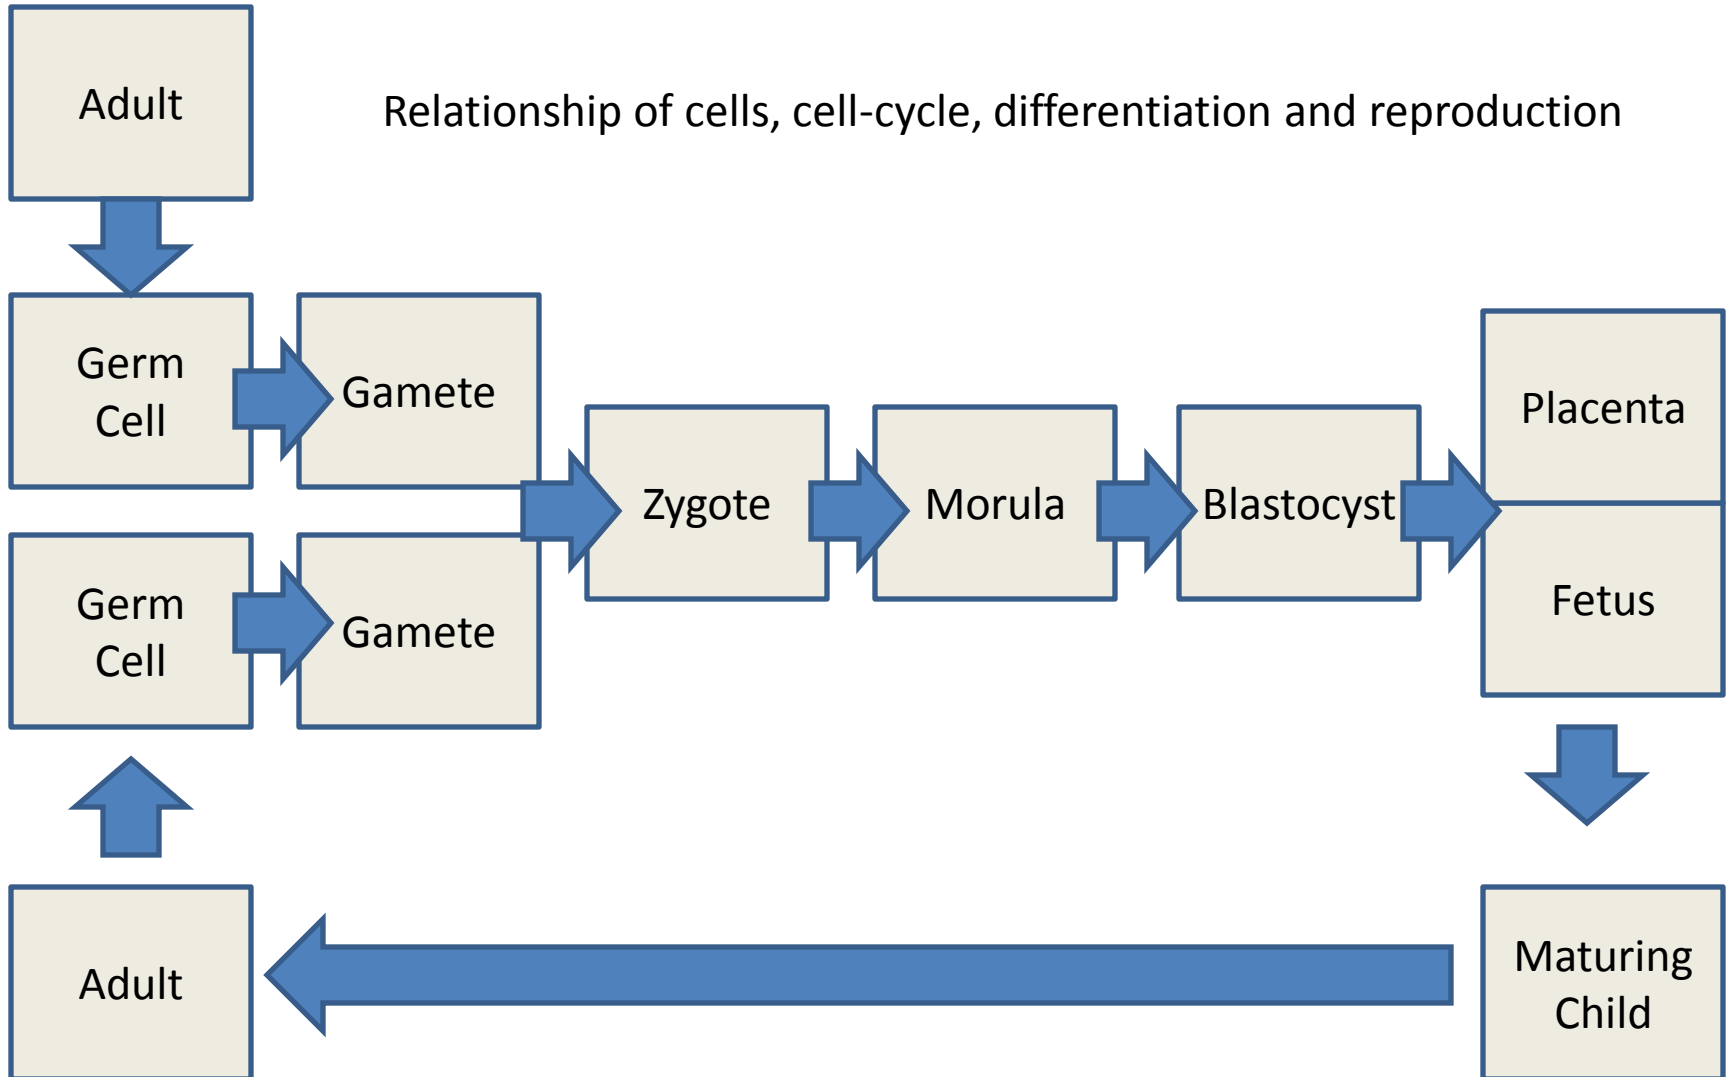 Adult
Relationship of cells, cell-cycle, differentiation and reproduction
Germ
Cell
Gamete
Zygote
Morula
Blastocyst
Placenta
Fetus
Germ
Cell
Gamete
Adult
Maturing
Child